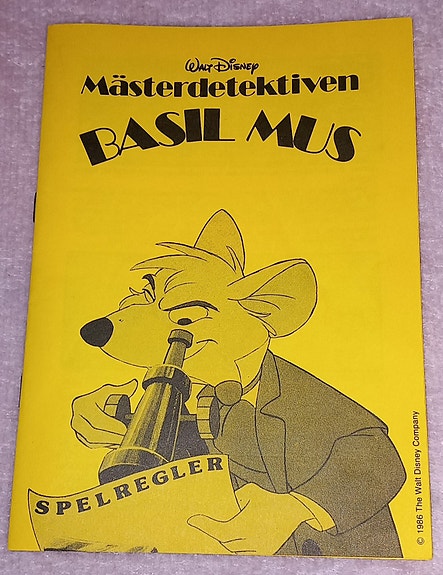 Walt Disney
Mästerdetektiven
BASIL MUS
SPELREGLER
© 1986 The Walt Disney Company